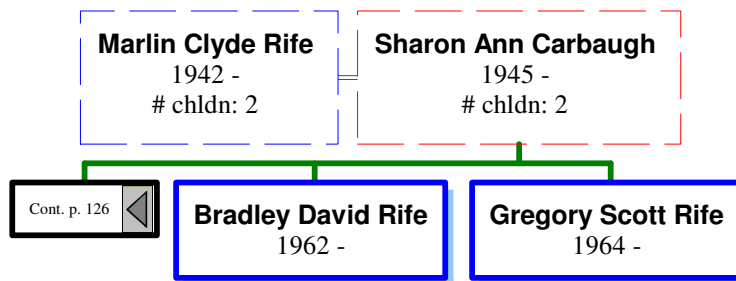 Marlin Clyde Rife
1942 -
# chldn: 2
Sharon Ann Carbaugh
1945 -
# chldn: 2
Cont. p. 126
Bradley David Rife
1962 -
Gregory Scott Rife
1964 -